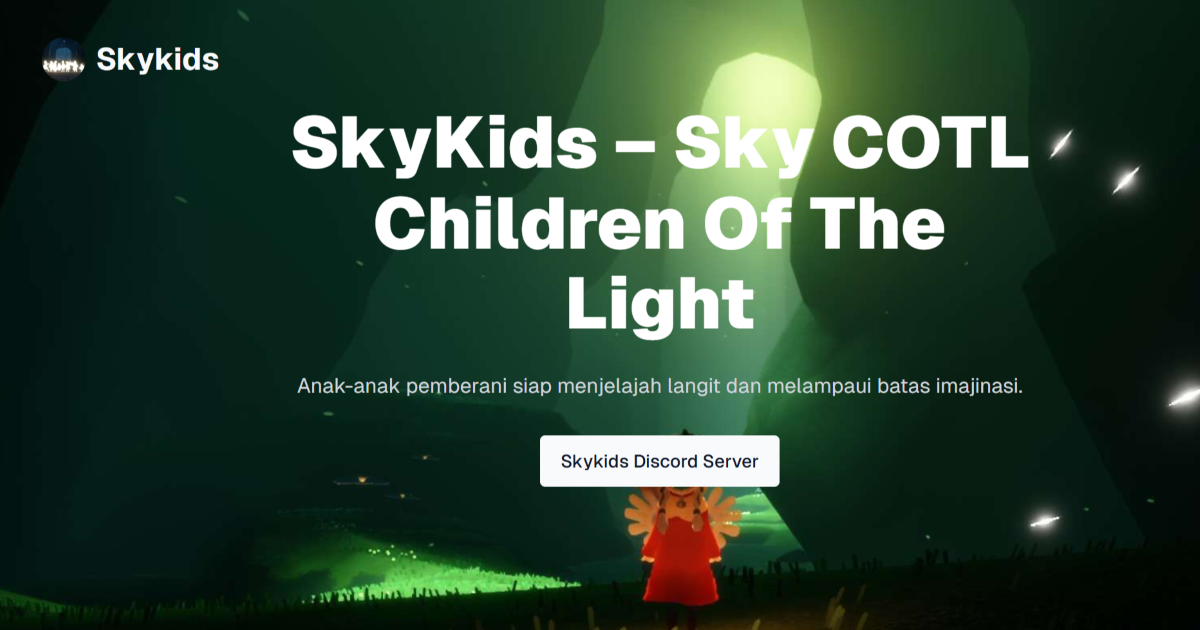 Skykids
SkyKids – Sky COTL
Children Of The
Light
Anak-anak pemberani siap menjelajah langit dan melampaui batas imajinasi.
Skykids Discord Server